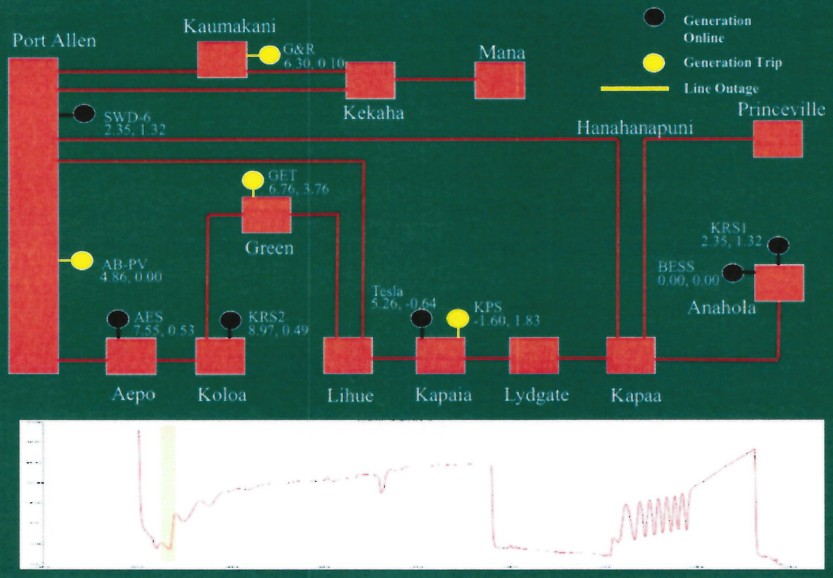 Port Allen
Kaumakani
G&R
6.30, 0.10
Kekaha
Mana
Generation
Online
Generation Trip
Line Outage
Princeville
Hanahanapuni
SWD-6
2.35, 1.32
GET
6.76, 3.76
Green
AB-PV
4.86, 0.00
AES
7.55, 0.53
KRS2
8.97, 0.49
Tesla
5.26, -0.64
KPS
-1.60, 1.83
KRS1
2.35, 1.32
BESS
0.00, 0.00
Anahola
Aepo
Koloa
Lihue
Kapaia
Lydgate
Kapaa